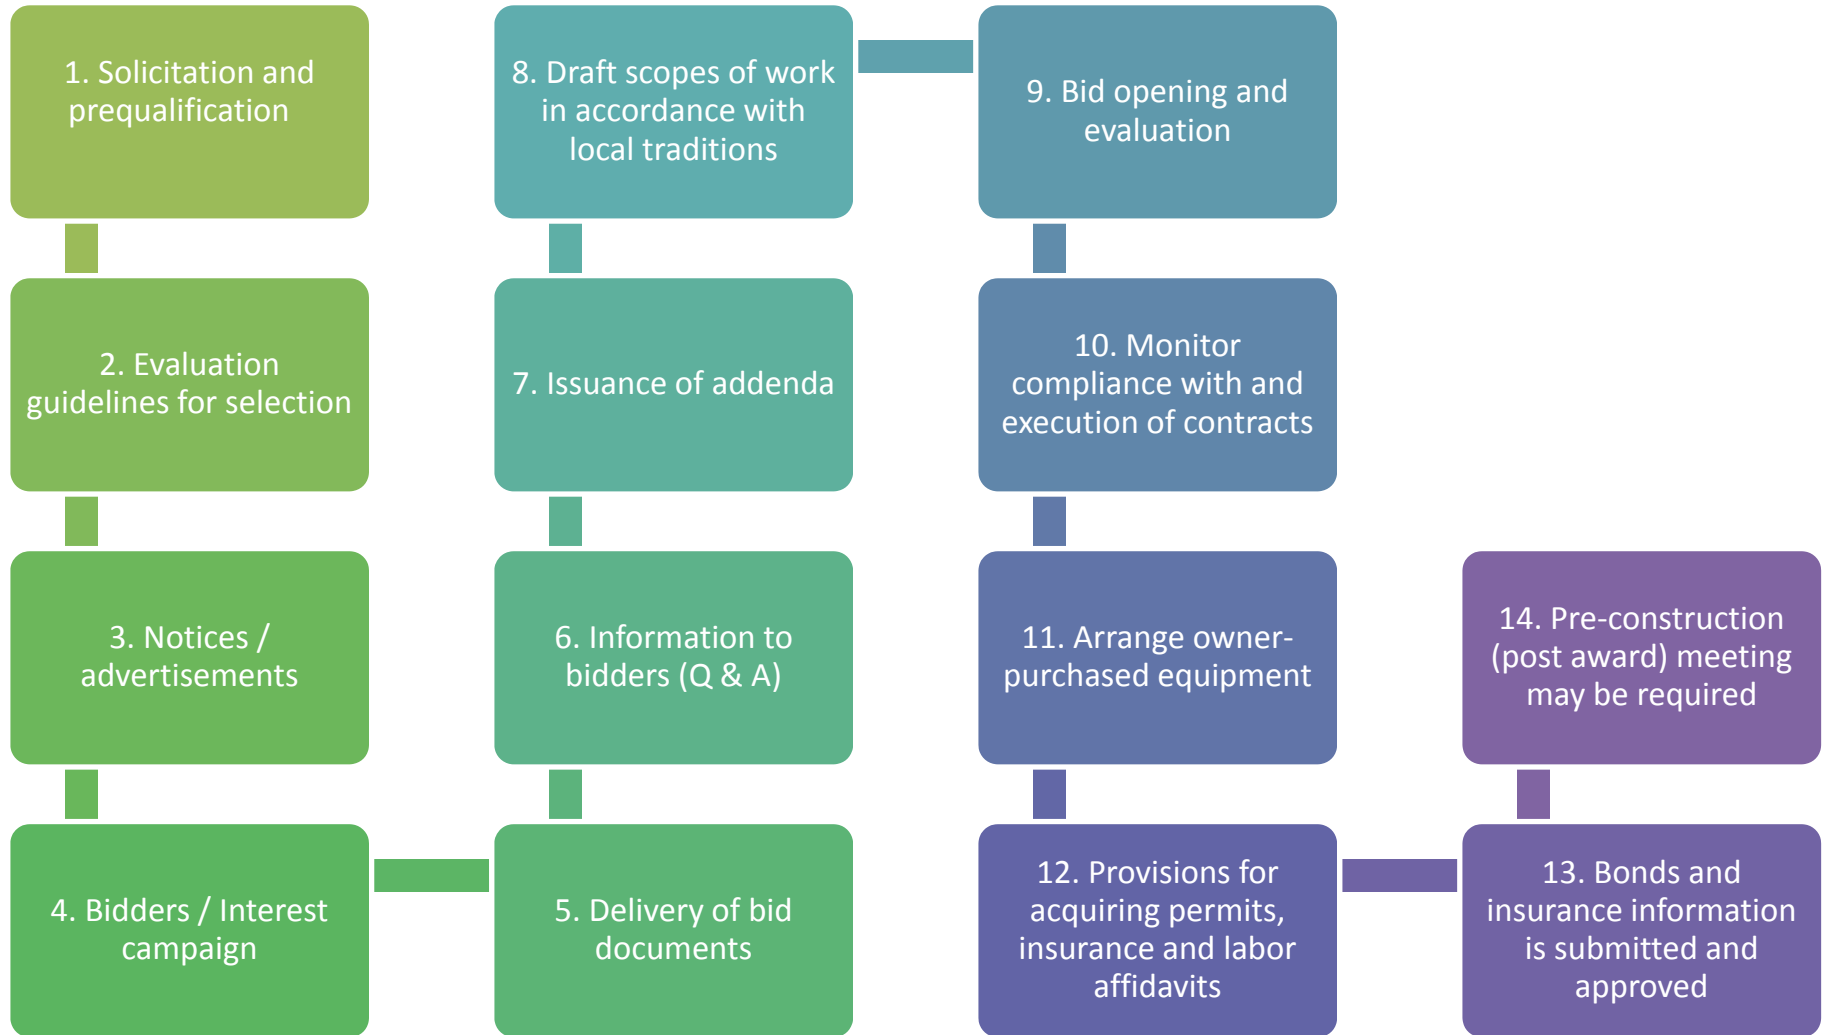 1. Solicitation and
prequalification
2. Evaluation
guidelines for selection
3. Notices /
advertisements
4. Bidders / Interest
campaign
5. Delivery of bid
documents
6. Information to
bidders (Q & A)
7. Issuance of addenda
8. Draft scopes of work
in accordance with
local traditions
9. Bid opening and
evaluation
10. Monitor
compliance with and
execution of contracts
11. Arrange owner-
purchased equipment
12. Provisions for
acquiring permits,
insurance and labor
affidavits
13. Bonds and
insurance information
is submitted and
approved
14. Pre-construction
(post award) meeting
may be required